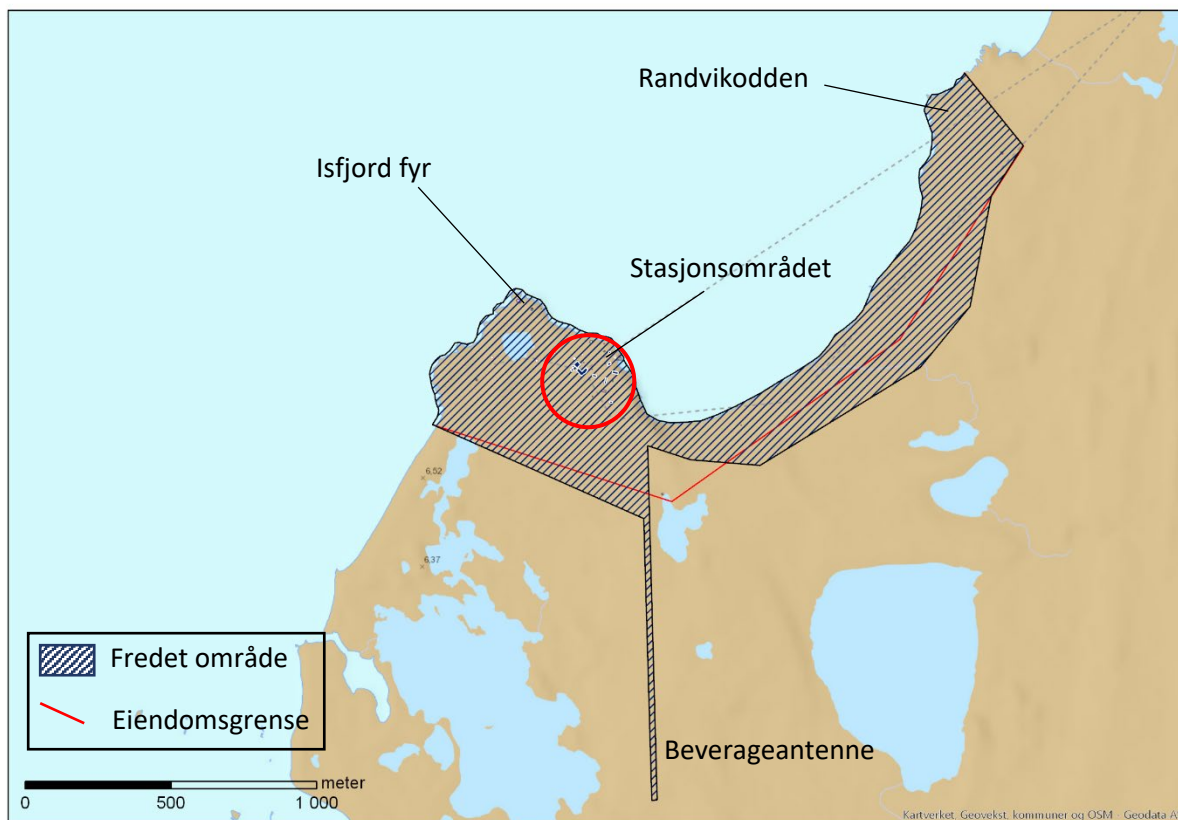 Randvikodden
Isfjord fyr
Stasjonsområdet
6,52
6,37
Fredet område
Eiendomsgrense
Beverageantenne
meter
0 500 1 000
Kartverket, Geovekst, kommuner og OSM - Geodata A